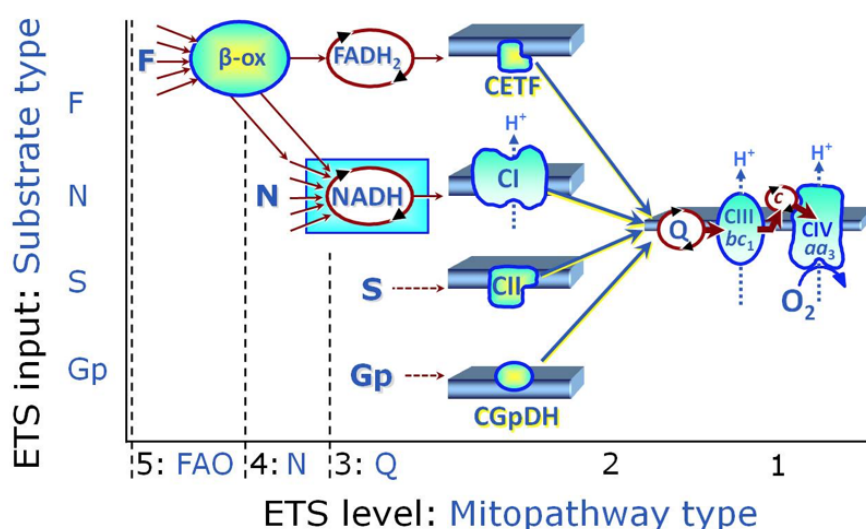 ETS input: Substrate type
F
N
S
Gp
F
β-ox
FADH2
CETF
N
NADH
H+
CI
S
CII
Gp
CGpDH
Q
H+
CIII
bc1
c
H+
CIV
aa3
O2
5: FAO
4: N
3: Q
2
1
ETS level: Mitopathway type